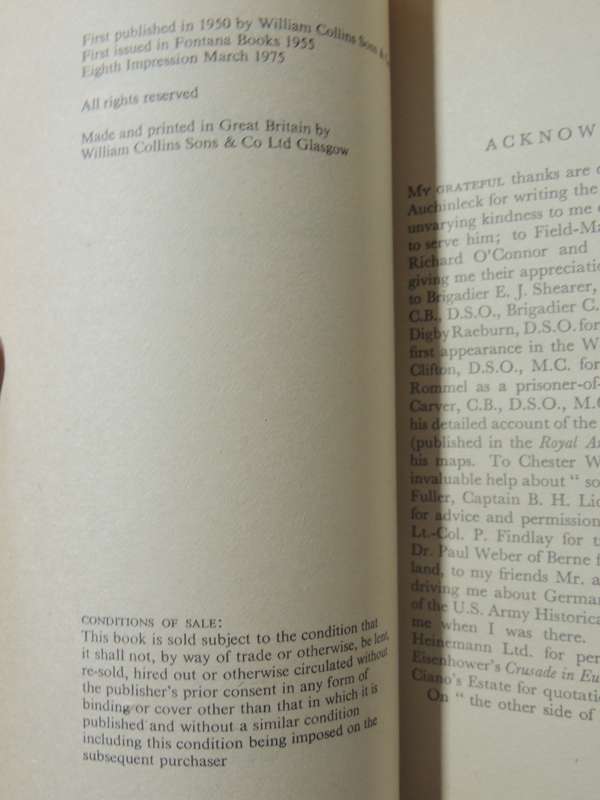 First published in 1950 by William Collins Sons &
First issued in Fontana Books 1955
Eighth Impression March 1975
All rights reserved
Made and printed in Great Britain by
William Collins Sons & Co Ltd Glasgow
CONDITIONS OF SALE:
This book is sold subject to the condition that
it shall not, by way of trade or otherwise, be lent,
re-sold, hired out or otherwise circulated without
the publisher's prior consent in any form of
binding or cover other than that in which it is
published and without a similar condition
including this condition being imposed on the
subsequent purchaser
ACKNOW
MY GRATEFUL thanks are
Auchinleck for writing the
unvarying kindness to me
to serve him; to Field-Ma
Richard O'Connor and
giving me their appreciatio
to Brigadier E. J. Shearer,
C.B., D.S.O., Brigadier C.
Digby Raeburn, D.S.O. for
first appearance in the W
Clifton, D.S.O., M.C. for
Rommel as a prisoner-of-
Carver, C.B., D.S.O., M.
his detailed account of the
(published in the Royal A
his maps. To Chester W
invaluable help about " so
Fuller, Captain B. H. Lid
for advice and permission
Lt.-Col. P. Findlay for
Dr. Paul Weber of Berne f
land, to my friends Mr. a
driving me about German
of the U.S. Army Historica
me when I was there.
Heinemann Ltd. for per
Eisenhower's Crusade in Eu
Ciano's Estate for quotation
On " the other side of